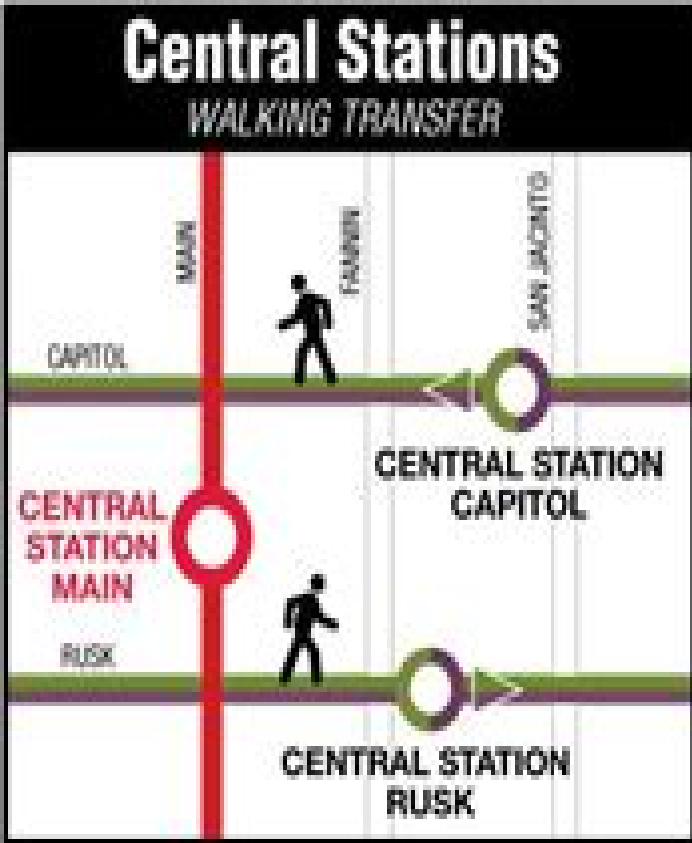 Central Stations
WALKING TRANSFER
MAIN
FANNIN
SAN JACINTO
CAPITOL
CENTRAL STATION
CAPITOL
CENTRAL
STATION
MAIN
RUSK
CENTRAL STATION
RUSK